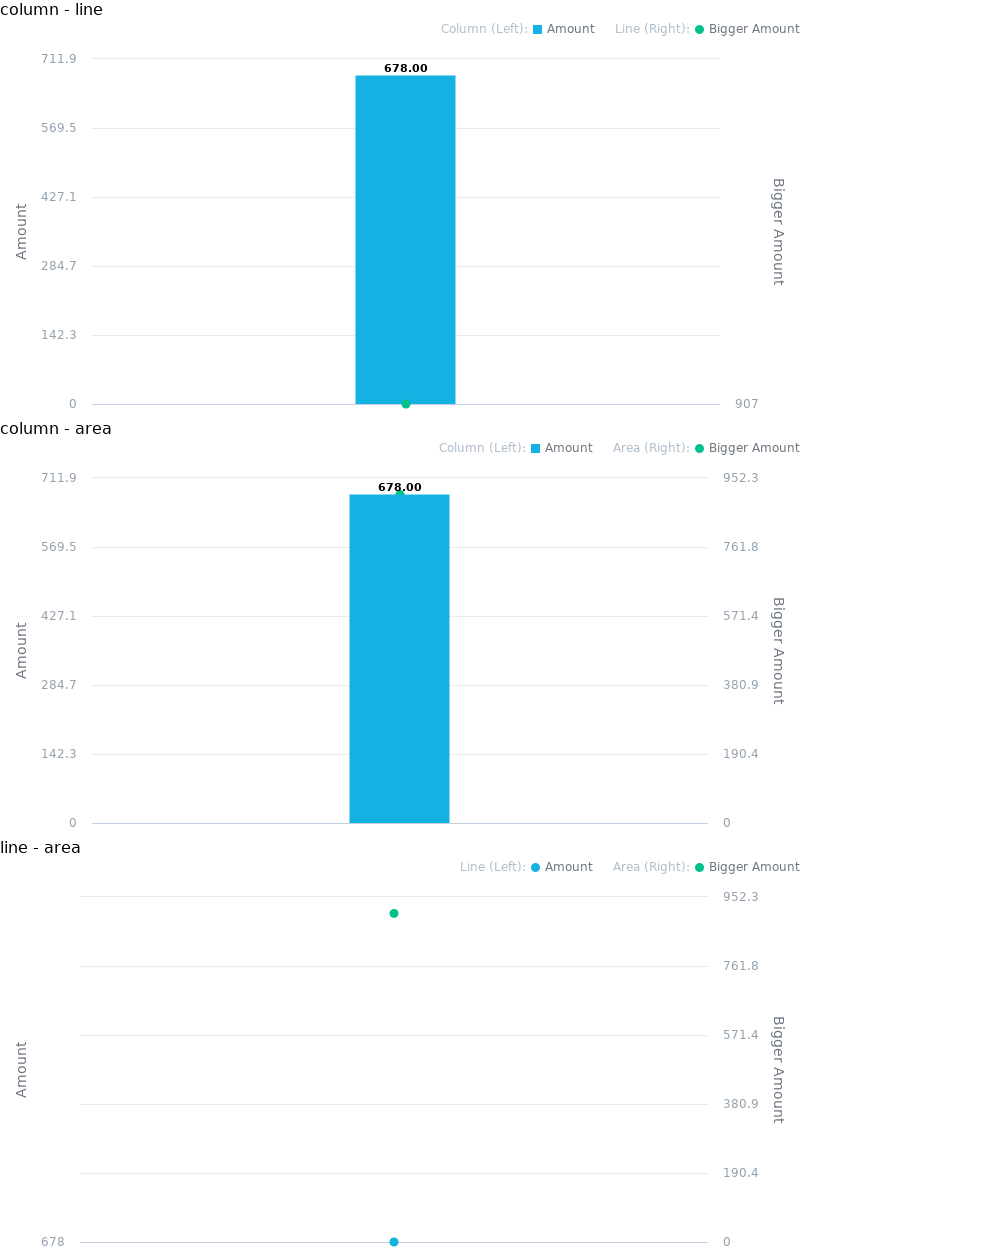 column - line
Column (Left): Amount Line (Right): Bigger Amount
711.9
678.00
569.5
427.1
Amount
Bigger Amount
284.7
142.3
0
907
column - area
Column (Left): Amount Area (Right): Bigger Amount
711.9
678.00
952.3
569.5
761.8
427.1
571.4
Amount
Bigger Amount
284.7
380.9
142.3
190.4
0
0
line - area
Line (Left): Amount Area (Right): Bigger Amount
952.3
761.8
571.4
Amount
Bigger Amount
380.9
190.4
678
0